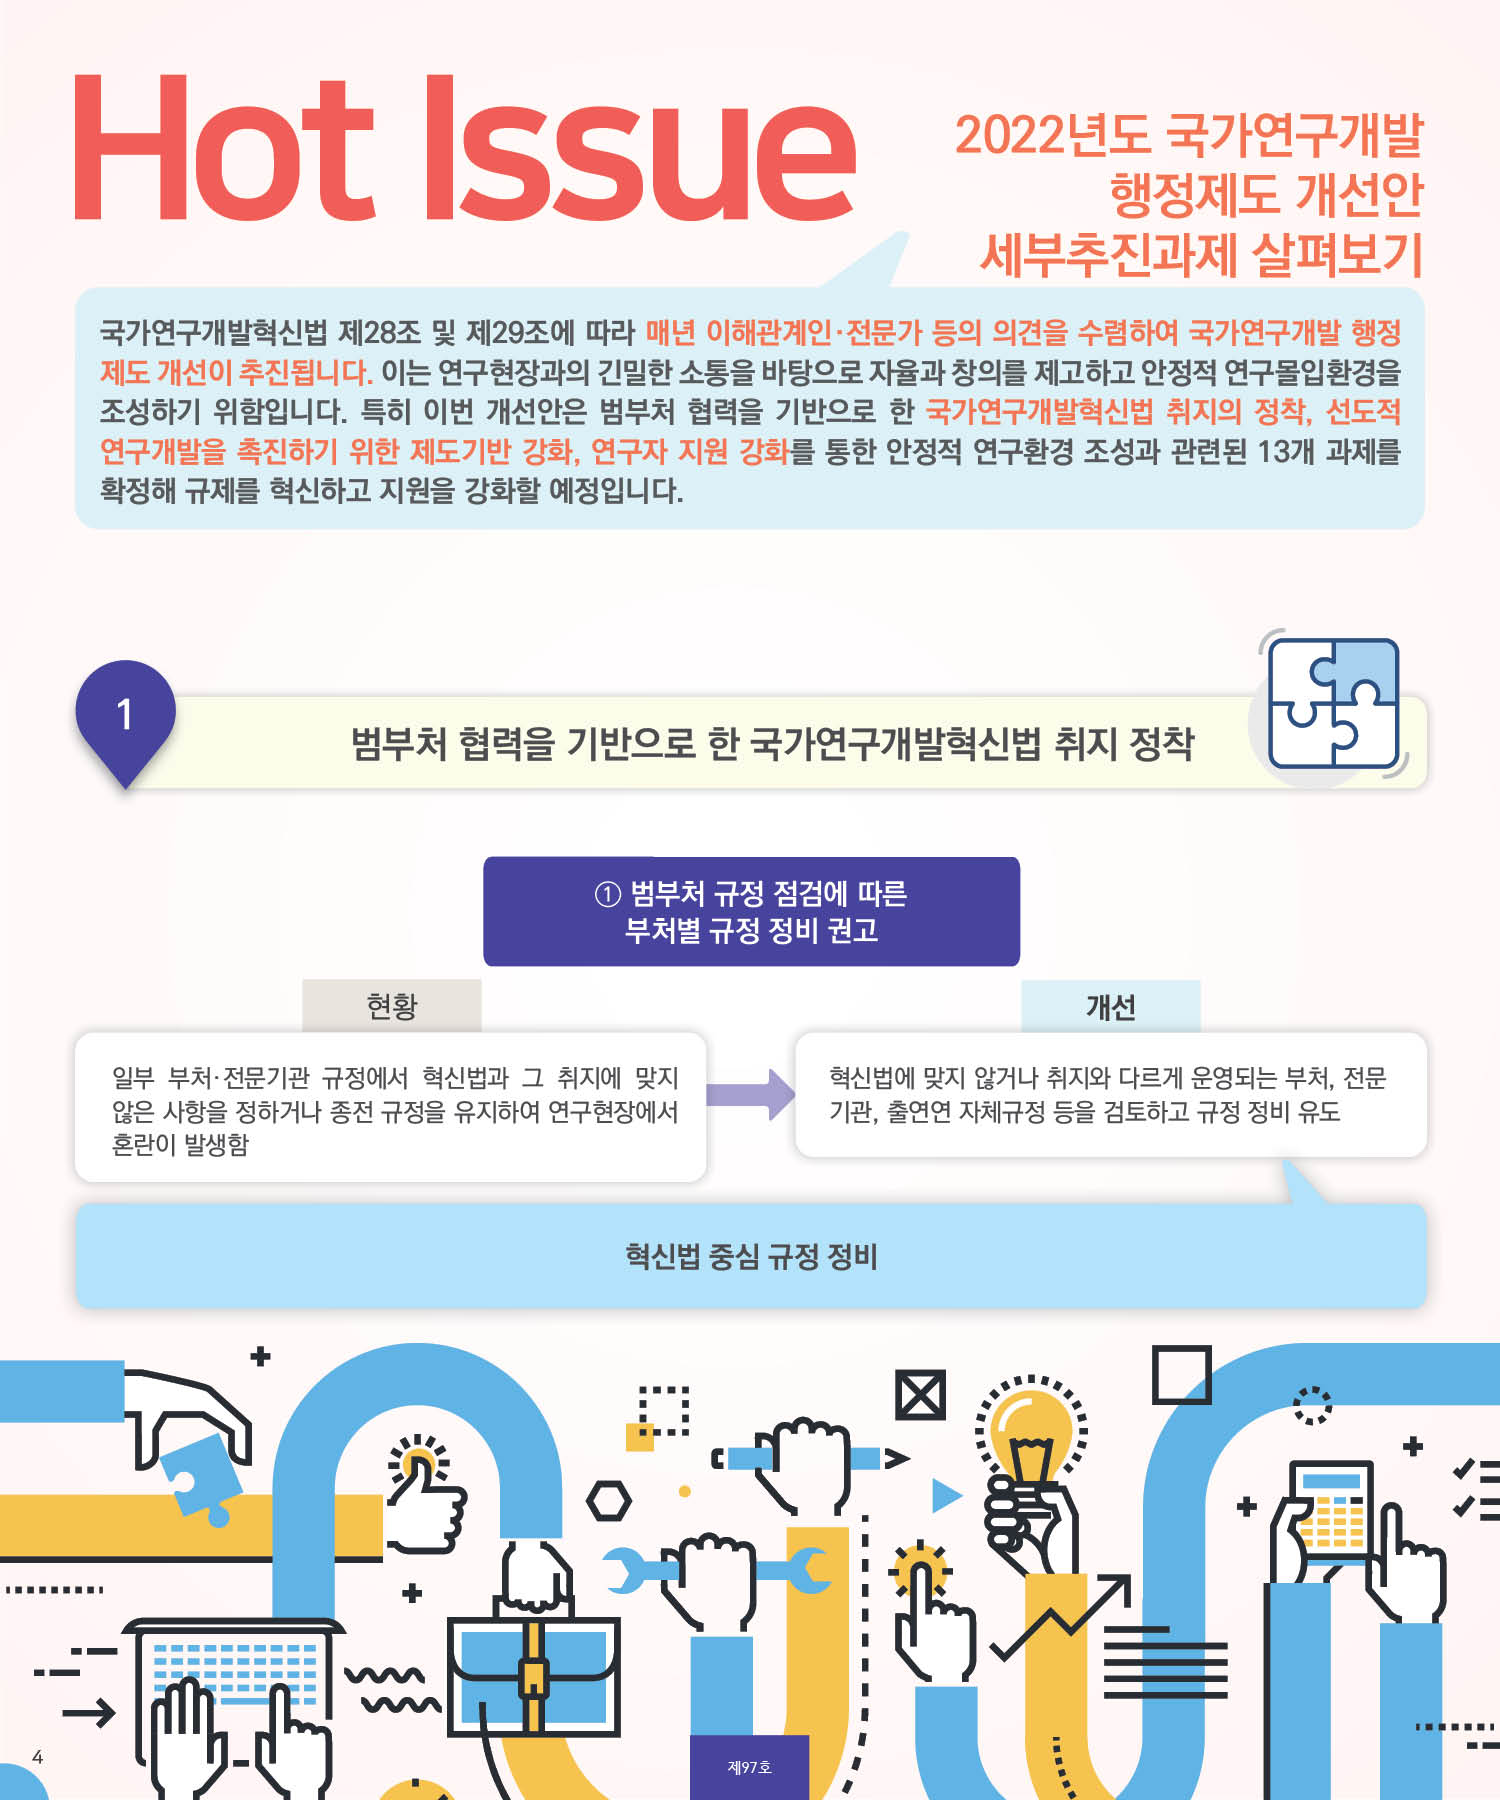 Hot Issue
2022년도 국가연구개발
행정제도 개선안
세부추진과제 살펴보기
국가연구개발혁신법 제28조 및 제29조에 따라 매년 이해관계인·전문가 등의 의견을 수렴하여 국가연구개발 행정
제도 개선이 추진됩니다. 이는 연구현장과의 긴밀한 소통을 바탕으로 자율과 창의를 제고하고 안정적 연구몰입환경을
조성하기 위함입니다. 특히 이번 개선안은 범부처 협력을 기반으로 한 국가연구개발혁신법 취지의 정착, 선도적
연구개발을 촉진하기 위한 제도기반 강화, 연구자 지원 강화를 통한 안정적 연구환경 조성과 관련된 13개 과제를
확정해 규제를 혁신하고 지원을 강화할 예정입니다.
1
범부처 협력을 기반으로 한 국가연구개발혁신법 취지 정착
① 범부처 규정 점검에 따른
부처별 규정 정비 권고
현황
일부 부처·전문기관 규정에서 혁신법과 그 취지에 맞지
않은 사항을 정하거나 종전 규정을 유지하여 연구현장에서
혼란이 발생함
개선
혁신법에 맞지 않거나 취지와 다르게 운영되는 부처, 전문
기관, 출연연 자체규정 등을 검토하고 규정 정비 유도
혁신법 중심 규정 정비
4
제97호